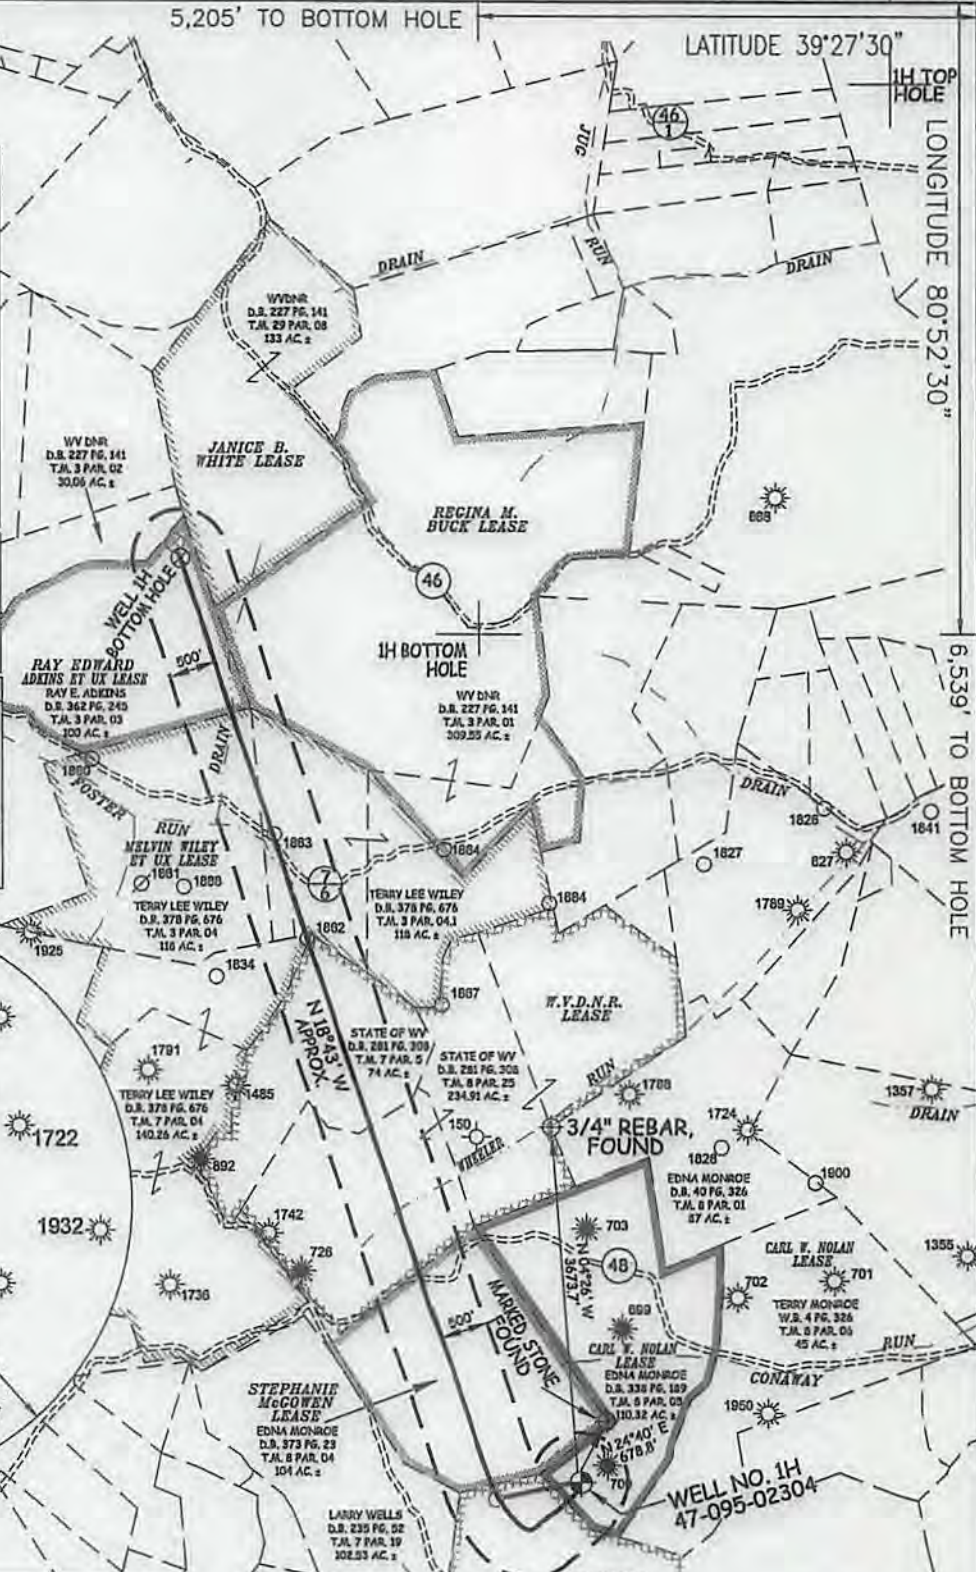 5,205' TO BOTTOM HOLE
LATITUDE 39°27'30"
1H TOP
HOLE
LONGITUDE 80°52'30"
46
1
JUG
RUN
DRAIN
DRAIN
WVDNR
D.B. 227 PG. 141
T.M. 29 PAR. 08
133 AC. ±
WV DNR
D.B. 227 PG. 141
T.M. 3 PAR. 02
30.06 AC. ±
JANICE B.
WHITE LEASE
REGINA M.
BUCK LEASE
888
46
WELL 1H
BOTTOM HOLE
1H BOTTOM
HOLE
500'
RAY EDWARD
ADKINS ET UX LEASE
RAY E. ADKINS
D.B. 362 PG. 245
T.M. 3 PAR. 03
100 AC. ±
WV DNR
D.B. 227 PG. 141
T.M. 3 PAR. 01
309.55 AC. ±
6,539' TO BOTTOM HOLE
DRAIN
DRAIN
1880
FOSTER
RUN
1826
1841
1883
1884
1827
827
MELVIN WILEY
ET UX LEASE
1881
1888
7
6
TERRY LEE WILEY
D.B. 378 PG. 676
T.M. 3 PAR. 04
118 AC. ±
TERRY LEE WILEY
D.B. 378 PG. 676
T.M. 3 PAR. 04.1
118 AC. ±
1884
1789
1925
1882
1834
1887
W.V.D.N.R.
LEASE
N 18°43' W
APPROX.
STATE OF WV
D.B. 281 PG. 308
T.M. 7 PAR. 5
74 AC. ±
STATE OF WV
D.B. 281 PG. 308
T.M. 8 PAR. 25
234.91 AC. ±
RUN
1791
1485
1788
1357
DRAIN
TERRY LEE WILEY
D.B. 378 PG. 676
T.M. 7 PAR. 04
140.26 AC. ±
1722
150
WHEELER
3/4" REBAR,
FOUND
1724
1828
892
EDNA MONROE
D.B. 40 PG. 326
T.M. 8 PAR. 01
87 AC. ±
1900
1932
1742
703
N 04°26' W
3673.7'
48
CARL W. NOLAN
LEASE
1355
726
702
701
1736
TERRY MONROE
W.B. 4 PG. 326
T.M. 8 PAR. 06
45 AC. ±
500'
MARKED STONE
FOUND
699
RUN
CONAWAY
CARL W. NOLAN
LEASE
EDNA MONROE
D.B. 338 PG. 189
T.M. 8 PAR. 05
110.32 AC. ±
STEPHANIE
McGOWEN
LEASE
EDNA MONROE
D.B. 373 PG. 23
T.M. 8 PAR. 04
104 AC. ±
1950
N 24°40' E
678.8'
700
WELL NO. 1H
47-095-02304
LARRY WELLS
D.B. 235 PG. 52
T.M. 7 PAR. 19
102.53 AC. ±